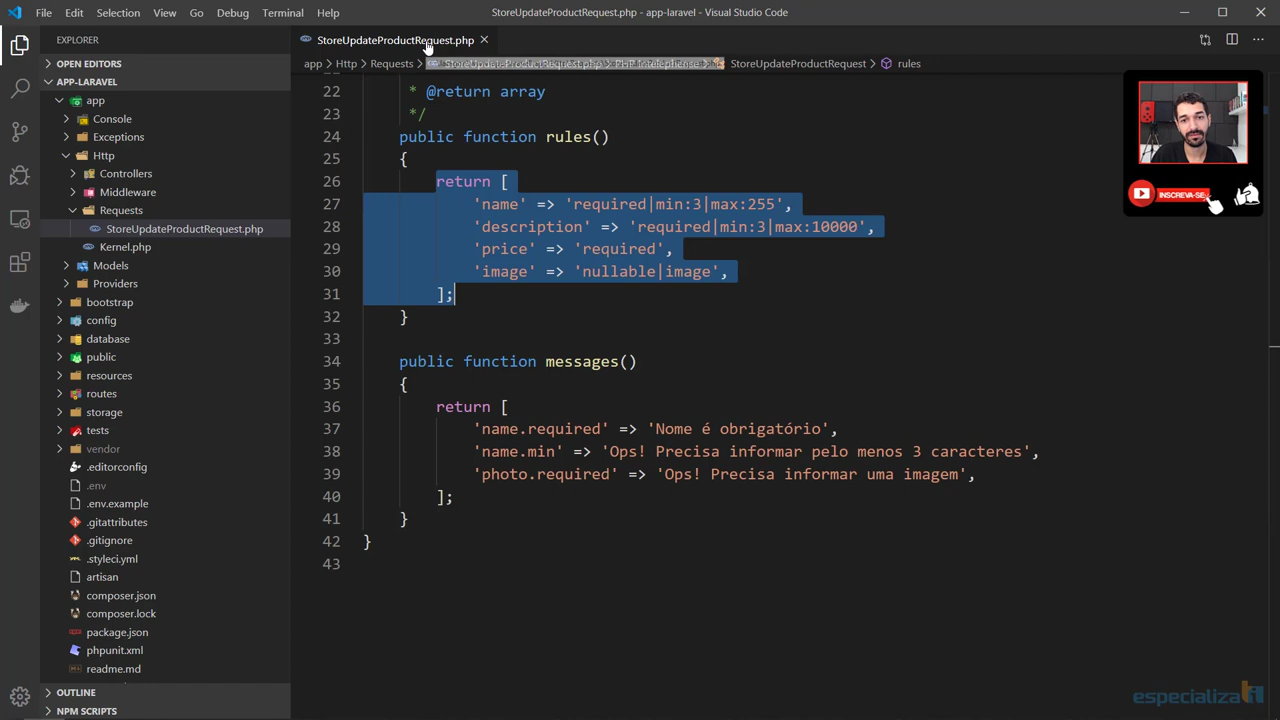 File Edit Selection View Go Debug Terminal Help
StoreUpdateProductRequest.php - app-laravel - Visual Studio Code
EXPLORER
OPEN EDITORS
APP-LARAVEL
app
Console
Exceptions
Http
Controllers
Middleware
Requests
StoreUpdateProductRequest.php
Kernel.php
Models
Providers
bootstrap
config
database
public
resources
routes
storage
tests
vendor
.editorconfig
.env
.env.example
.gitattributes
.gitignore
.styleci.yml
artisan
composer.json
composer.lock
package.json
phpunit.xml
readme.md
OUTLINE
NPM SCRIPTS
StoreUpdateProductRequest.php
app > Http > Requests > StoreUpdateProductRequest > rules
22 * @return array
23 */
24 public function rules()
25 {
26 return [
27 'name' => 'required|min:3|max:255',
28 'description' => 'required|min:3|max:10000',
29 'price' => 'required',
30 'image' => 'nullable|image',
31 ];
32 }
33
34 public function messages()
35 {
36 return [
37 'name.required' => 'Nome é obrigatório',
38 'name.min' => 'Ops! Precisa informar pelo menos 3 caracteres',
39 'photo.required' => 'Ops! Precisa informar uma imagem',
40 ];
41 }
42 }
43
INSCREVA-SE
especializati